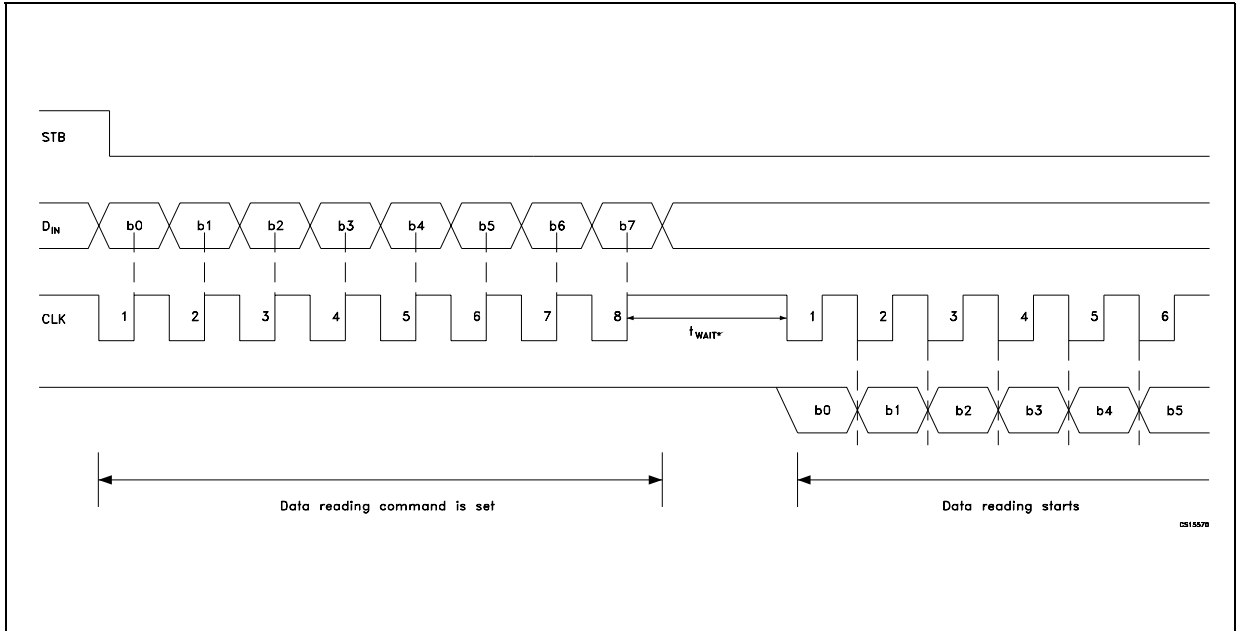 STB
DIN b0 b1 b2 b3 b4 b5 b6 b7
CLK 1 2 3 4 5 6 7 8 tWAIT* 1 2 3 4 5 6
b0 b1 b2 b3 b4 b5
Data reading command is set Data reading starts
CS15570